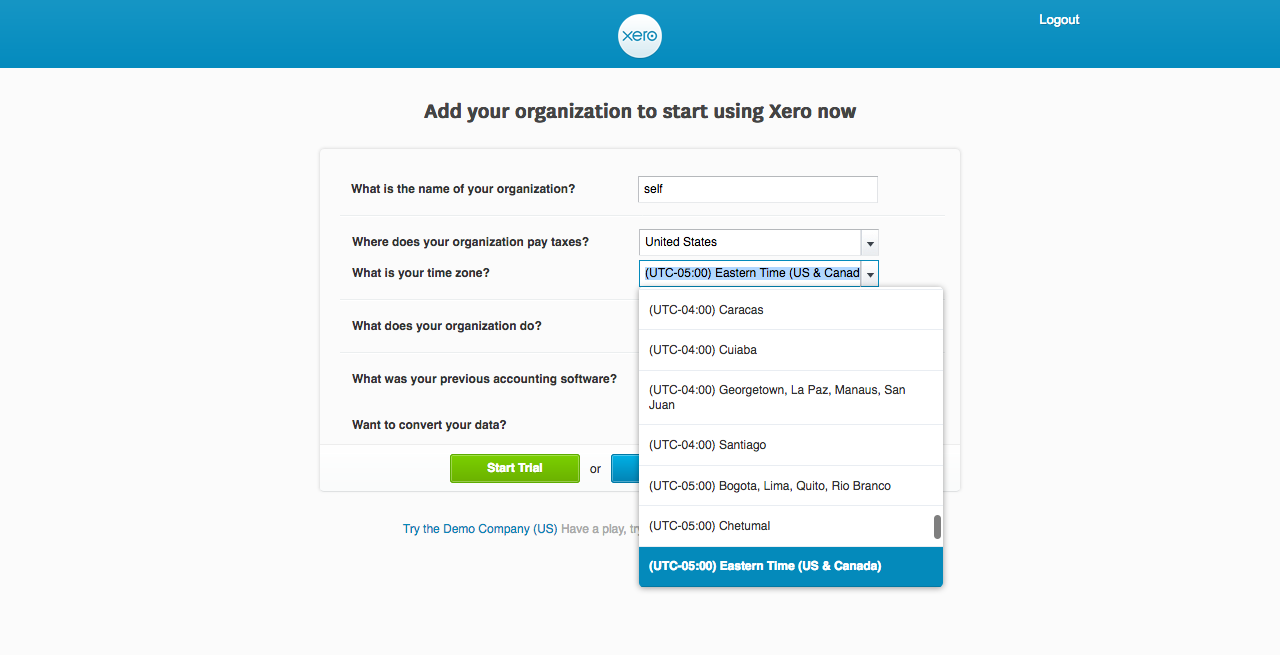 Logout
xero
Add your organization to start using Xero now
What is the name of your organization?
self
Where does your organization pay taxes?
United States
What is your time zone?
(UTC-05:00) Eastern Time (US & Canad
(UTC-04:00) Caracas
(UTC-04:00) Cuiaba
(UTC-04:00) Georgetown, La Paz, Manaus, San
Juan
(UTC-04:00) Santiago
(UTC-05:00) Bogota, Lima, Quito, Rio Branco
(UTC-05:00) Chetumal
(UTC-05:00) Eastern Time (US & Canada)
What does your organization do?
What was your previous accounting software?
Want to convert your data?
Start Trial
or
Try the Demo Company (US) Have a play, try